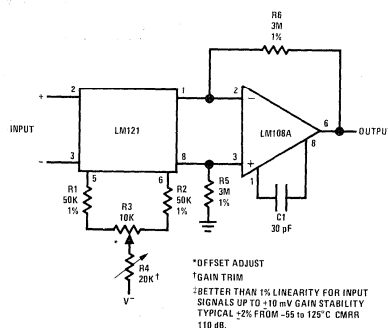 R6
3M
1%
2
1
2
−
+
INPUT
LM121
LM108A
6
OUTPUT
8
−
3
8
3
+
1
5
6
R1
50K
1%
R3
10K
R2
50K
1%
R5
3M
1%
C1
30 pF
*
R4
20K†
V−
*OFFSET ADJUST
†GAIN TRIM
‡BETTER THAN 1% LINEARITY FOR INPUT
SIGNALS UP TO ±10 mV GAIN STABILITY
TYPICAL ±2% FROM −55 to 125°C CMRR
110 dB.